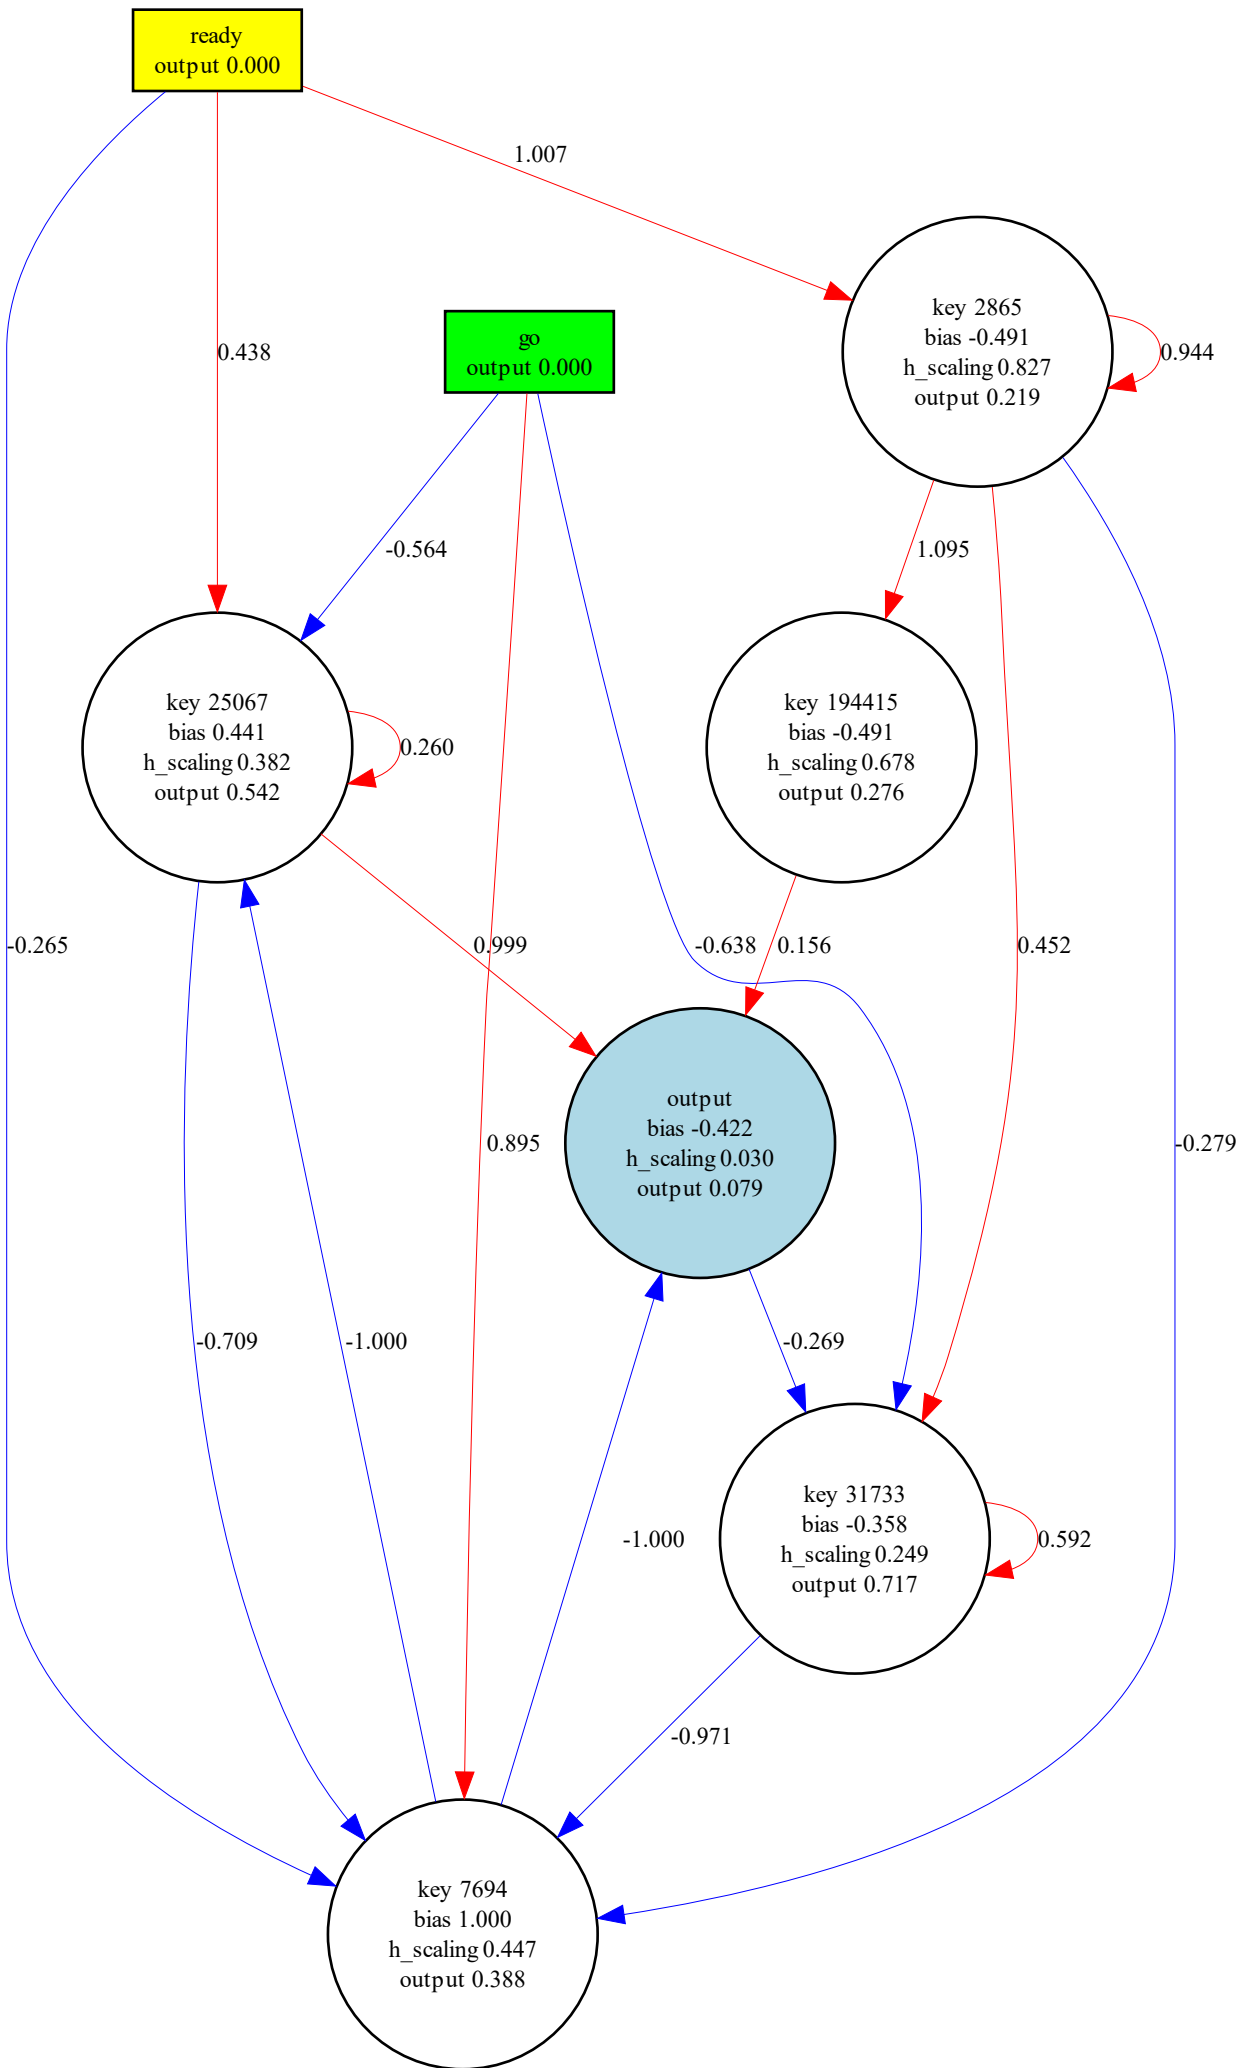 ready
output 0.000
1.007
key 2865
bias -0.491
h_scaling 0.827
output 0.219
0.944
go
output 0.000
0.438
-0.564
1.095
key 25067
bias 0.441
h_scaling 0.382
output 0.542
0.260
key 194415
bias -0.491
h_scaling 0.678
output 0.276
-0.265
0.999
-0.638
0.156
0.452
output
bias -0.422
h_scaling 0.030
output 0.079
0.895
-0.279
-0.709
-1.000
-0.269
-1.000
key 31733
bias -0.358
h_scaling 0.249
output 0.717
0.592
-0.971
key 7694
bias 1.000
h_scaling 0.447
output 0.388